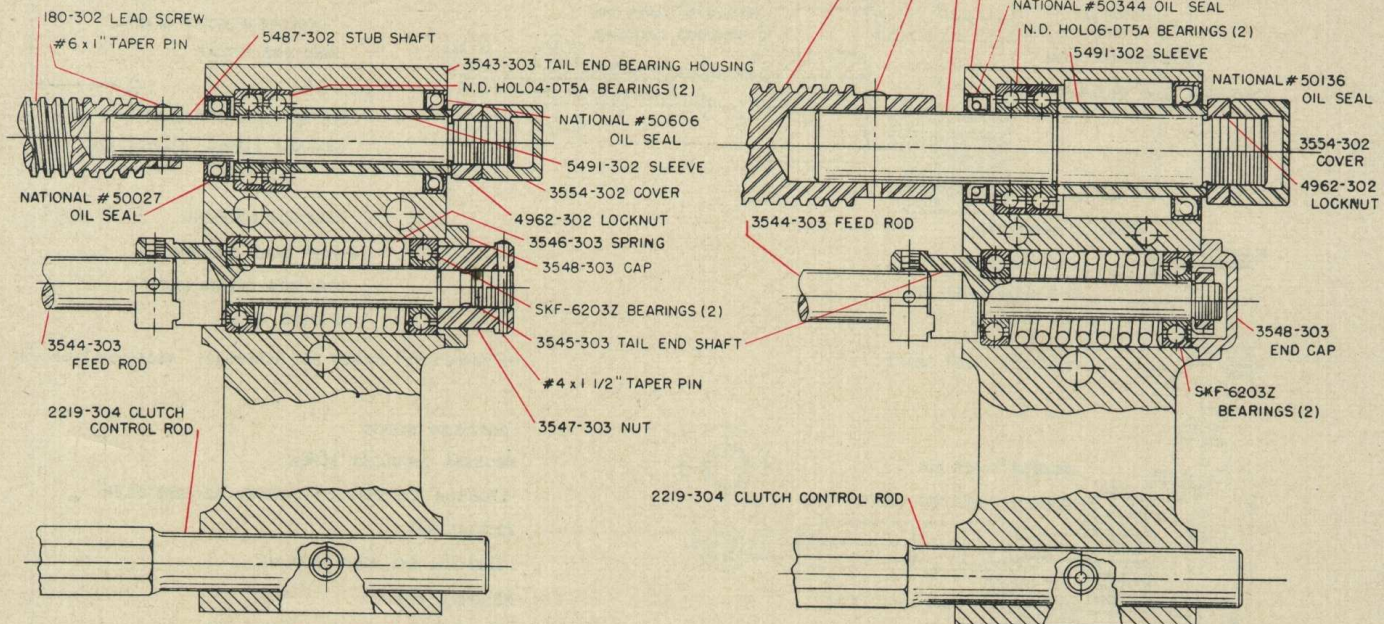 180-302 LEAD SCREW
#6 x 1" TAPER PIN
5487-302 STUB SHAFT
3543-303 TAIL END BEARING HOUSING
N.D. HOLO4-DT5A BEARINGS (2)
NATIONAL #50606
OIL SEAL
5491-302 SLEEVE
3554-302 COVER
NATIONAL #50027
OIL SEAL
4962-302 LOCKNUT
3546-303 SPRING
3548-303 CAP
SKF-6203Z BEARINGS (2)
3545-303 TAIL END SHAFT
3544-303
FEED ROD
#4 x 1 1/2" TAPER PIN
3547-303 NUT
2219-304 CLUTCH
CONTROL ROD
NATIONAL #50344 OIL SEAL
N.D. HOLO6-DT5A BEARINGS (2)
5491-302 SLEEVE
NATIONAL #50136
OIL SEAL
3554-302
COVER
4962-302
LOCKNUT
3544-303 FEED ROD
3548-303
END CAP
SKF-6203Z
BEARINGS (2)
2219-304 CLUTCH CONTROL ROD